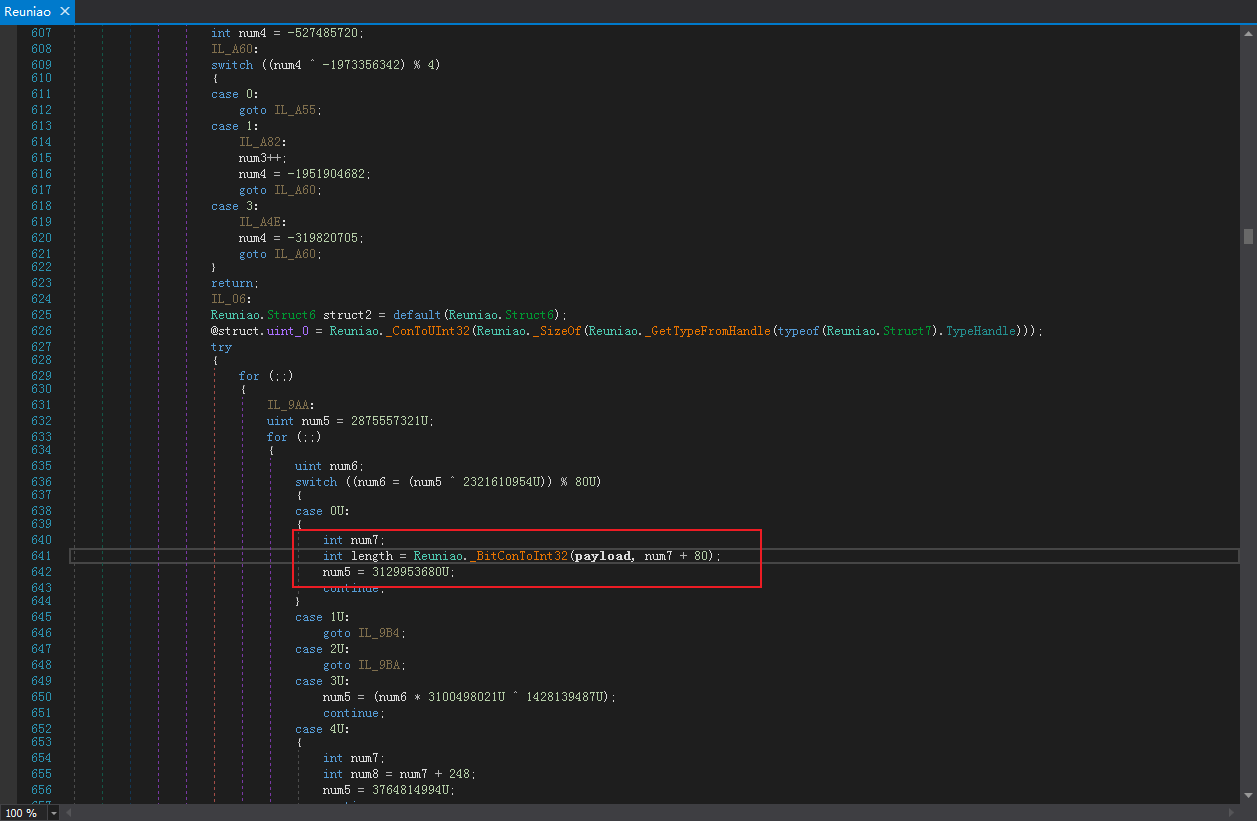 Reuniao
607 int num4 = -527485720;
608 IL_A60:
609 switch ((num4 ^ -1973356342) % 4)
610 {
611 case 0:
612 goto IL_A55;
613 case 1:
614 IL_A82:
615 num3++;
616 num4 = -1951904682;
617 goto IL_A60;
618 case 3:
619 IL_A4E:
620 num4 = -319820705;
621 goto IL_A60;
622 }
623 return;
624 IL_06:
625 Reuniao.Struct6 struct2 = default(Reuniao.Struct6);
626 @struct.uint_0 = Reuniao._ConToUInt32(Reuniao._SizeOf(Reuniao._GetTypeFromHandle(typeof(Reuniao.Struct7).TypeHandle)));
627 try
628 {
629 for (;;)
630 {
631 IL_9AA:
632 uint num5 = 2875557321U;
633 for (;;)
634 {
635 uint num6;
636 switch ((num6 = (num5 ^ 2321610954U)) % 80U)
637 {
638 case 0U:
639 {
640 int num7;
641 int length = Reuniao._BitConToInt32(payload, num7 + 80);
642 num5 = 3129953680U;
643 continue;
644 }
645 case 1U:
646 goto IL_9B4;
647 case 2U:
648 goto IL_9BA;
649 case 3U:
650 num5 = (num6 * 3100498021U ^ 1428139487U);
651 continue;
652 case 4U:
653 {
654 int num7;
655 int num8 = num7 + 248;
656 num5 = 3764814994U;
100 %